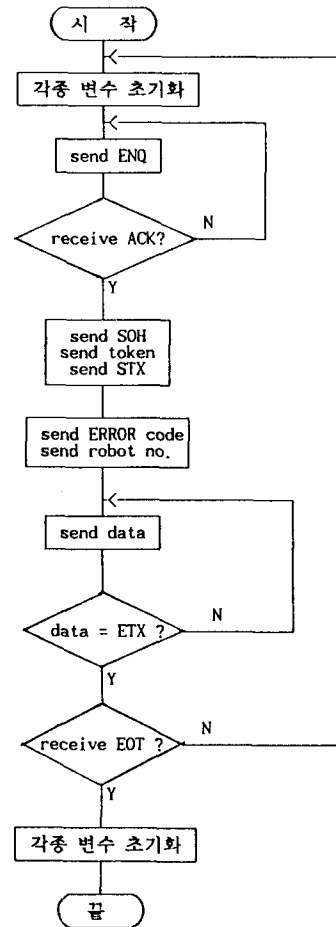 시 작
각종 변수 초기화
send ENQ
receive ACK?
N
Y
send SOH
send token
send STX
send ERROR code
send robot no.
send data
data = ETX ?
N
Y
receive EOT ?
N
Y
각종 변수 초기화
끝